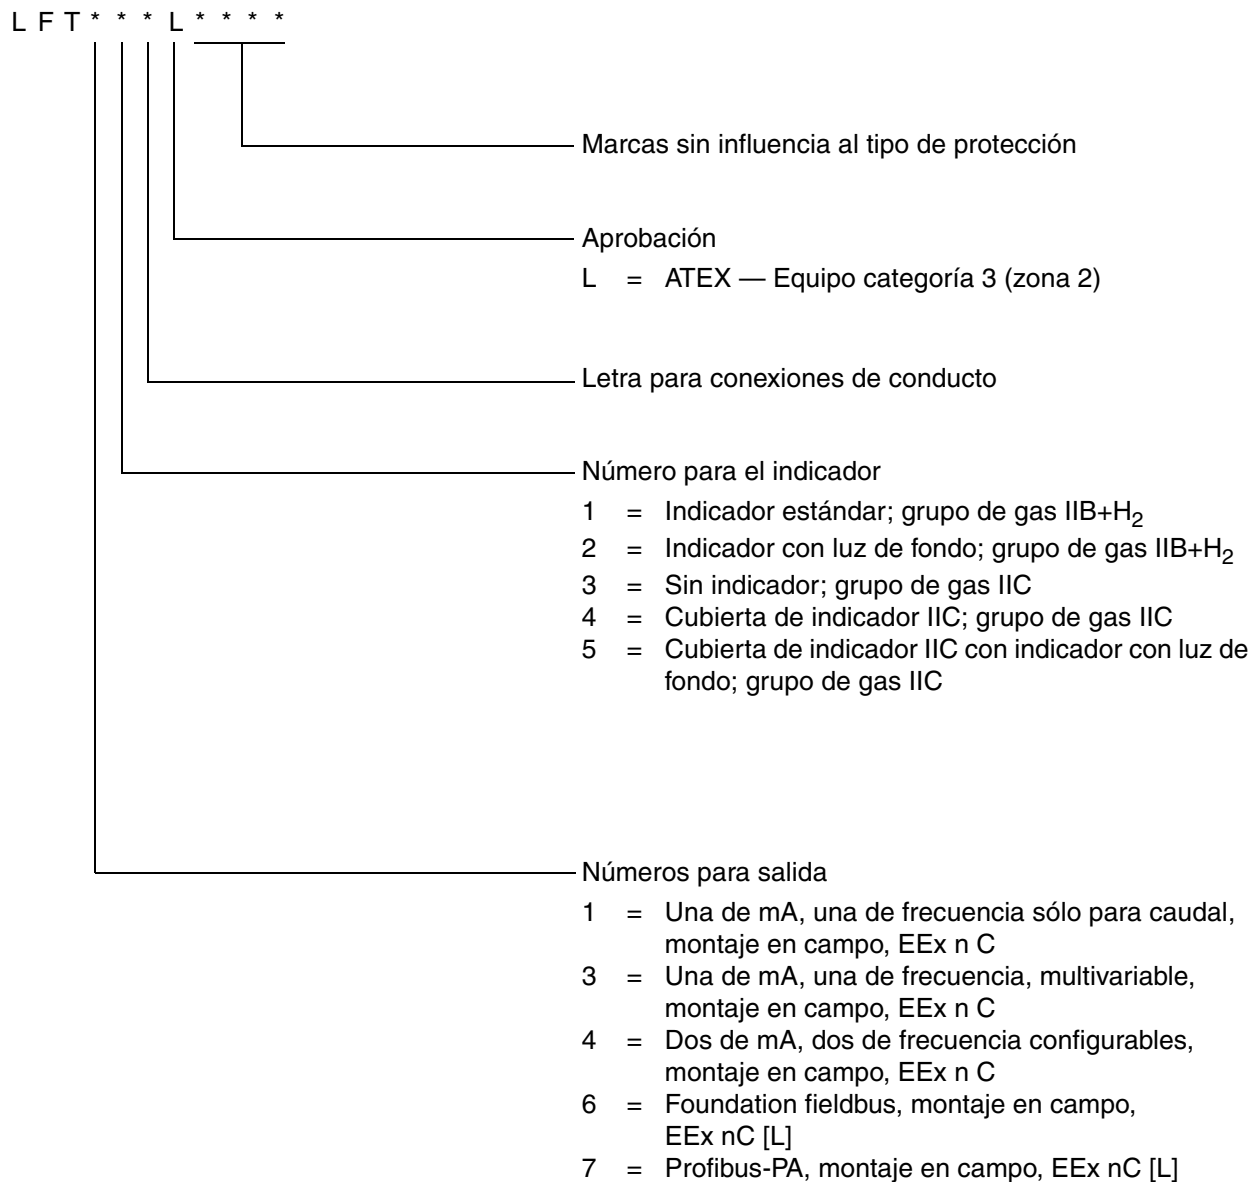 L F T * * * L * * * *
Marcas sin influencia al tipo de protección
Aprobación
L = ATEX — Equipo categoría 3 (zona 2)
Letra para conexiones de conducto
Número para el indicador
1 = Indicador estándar; grupo de gas IIB+H2
2 = Indicador con luz de fondo; grupo de gas IIB+H2
3 = Sin indicador; grupo de gas IIC
4 = Cubierta de indicador IIC; grupo de gas IIC
5 = Cubierta de indicador IIC con indicador con luz de
fondo; grupo de gas IIC
Números para salida
1 = Una de mA, una de frecuencia sólo para caudal,
montaje en campo, EEx n C
3 = Una de mA, una de frecuencia, multivariable,
montaje en campo, EEx n C
4 = Dos de mA, dos de frecuencia configurables,
montaje en campo, EEx n C
6 = Foundation fieldbus, montaje en campo,
EEx nC [L]
7 = Profibus-PA, montaje en campo, EEx nC [L]